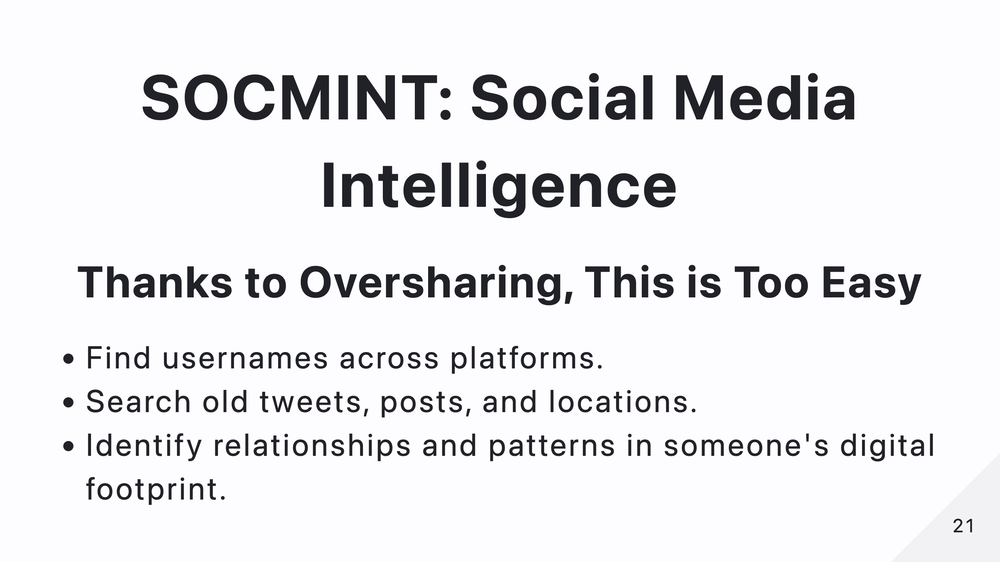 SOCMINT: Social Media
Intelligence
Thanks to Oversharing, This is Too Easy
• Find usernames across platforms.
• Search old tweets, posts, and locations.
• Identify relationships and patterns in someone's digital
footprint.
21